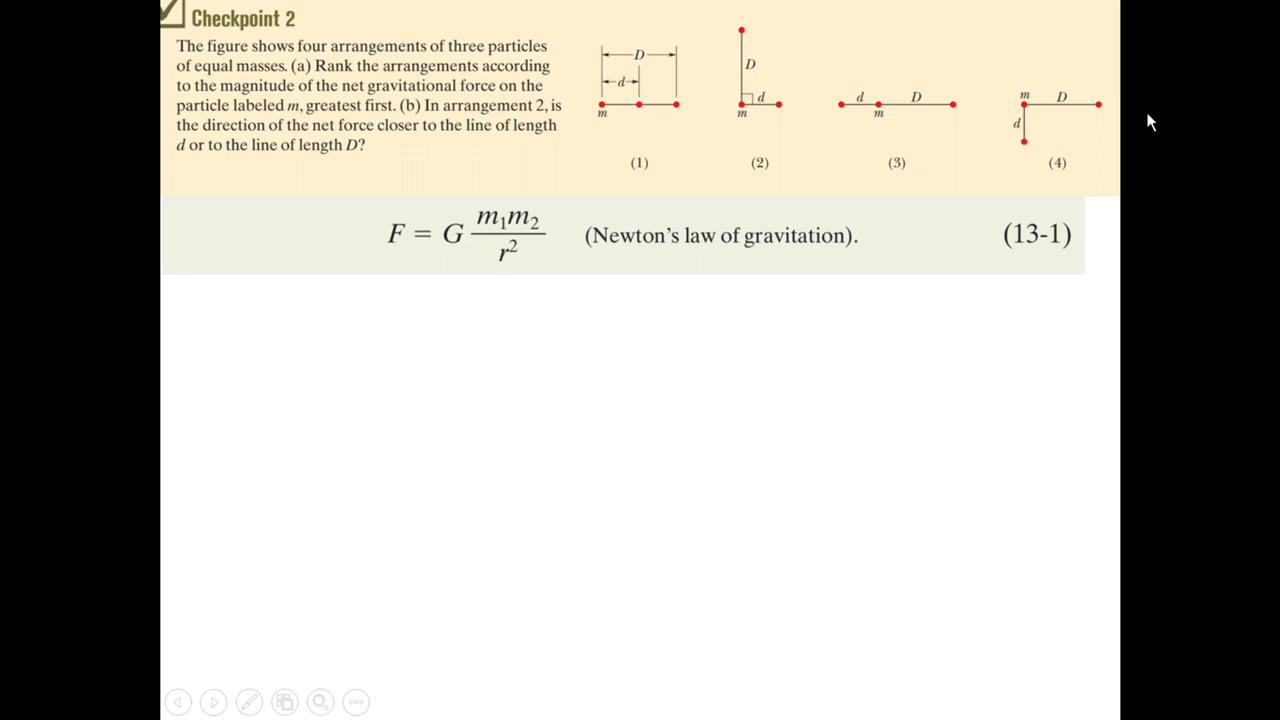 Checkpoint 2
The figure shows four arrangements of three particles
of equal masses. (a) Rank the arrangements according
to the magnitude of the net gravitational force on the
particle labeled m, greatest first. (b) In arrangement 2, is
the direction of the net force closer to the line of length
d or to the line of length D?
D
d
m
(1)
D
d
m
(2)
d D
m
(3)
m D
d
(4)
F = G m₁m₂ / r² (Newton's law of gravitation). (13-1)